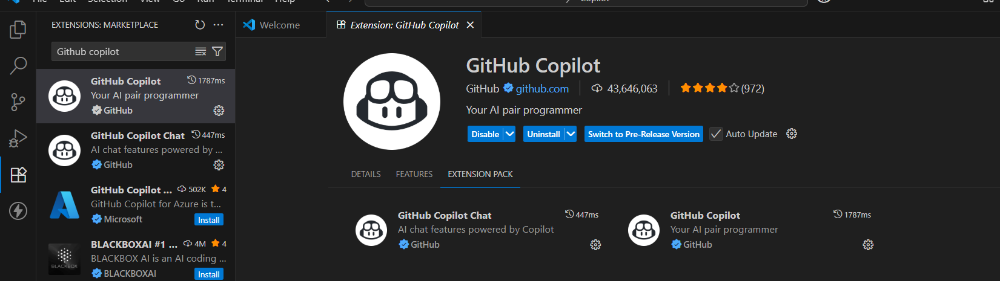 File Edit Selection View Go Run Terminal Help
Copilot
EXTENSIONS: MARKETPLACE
Github copilot
GitHub Copilot 1787ms
Your AI pair programmer
GitHub
GitHub Copilot Chat 447ms
AI chat features powered by ...
GitHub
GitHub Copilot ... 502K 4
GitHub Copilot for Azure is t...
Microsoft Install
BLACKBOXAI #1 ... 4M 4
BLACKBOX AI is an AI coding ...
BLACKBOX
BLACKBOXAI Install
Welcome
Extension: GitHub Copilot
GitHub Copilot
GitHub github.com 43,646,063 (972)
Your AI pair programmer
Disable Uninstall Switch to Pre-Release Version Auto Update
DETAILS FEATURES EXTENSION PACK
GitHub Copilot Chat 447ms
AI chat features powered by Copilot
GitHub
GitHub Copilot 1787ms
Your AI pair programmer
GitHub